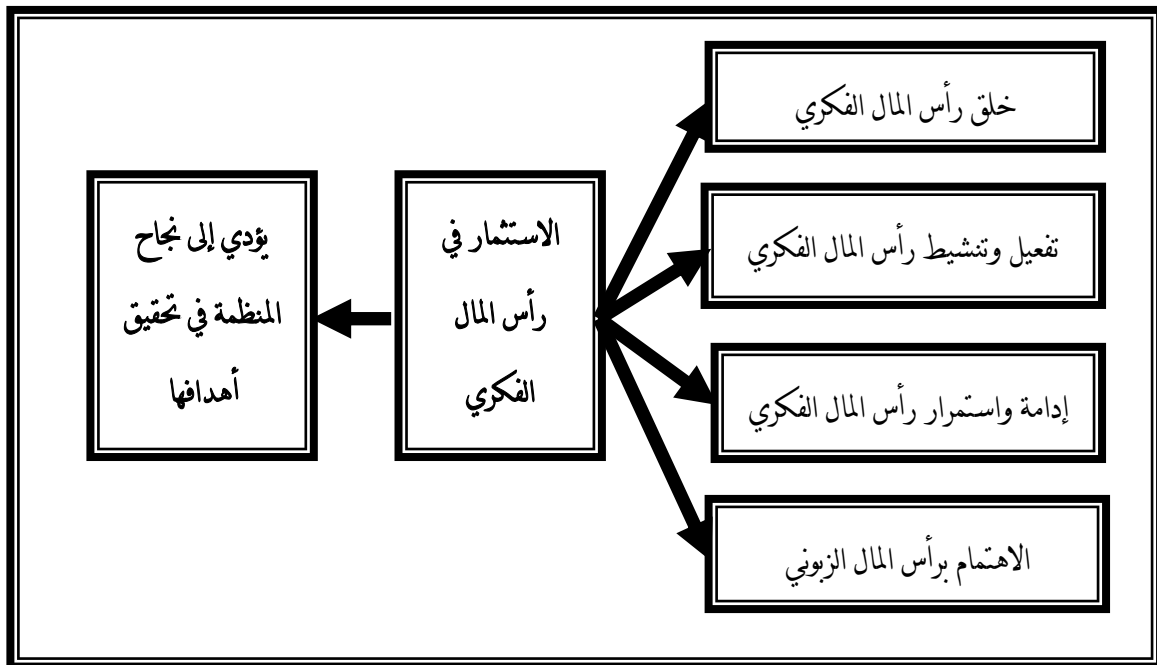 خلق رأس المال الفكري
تفعيل وتنشيط رأس المال الفكري
إدامة واستمرار رأس المال الفكري
الاهتمام برأس المال الزبوني
الاستثمار في
رأس المال
الفكري
يؤدي إلى نجاح
المنظمة في تحقيق
أهدافها